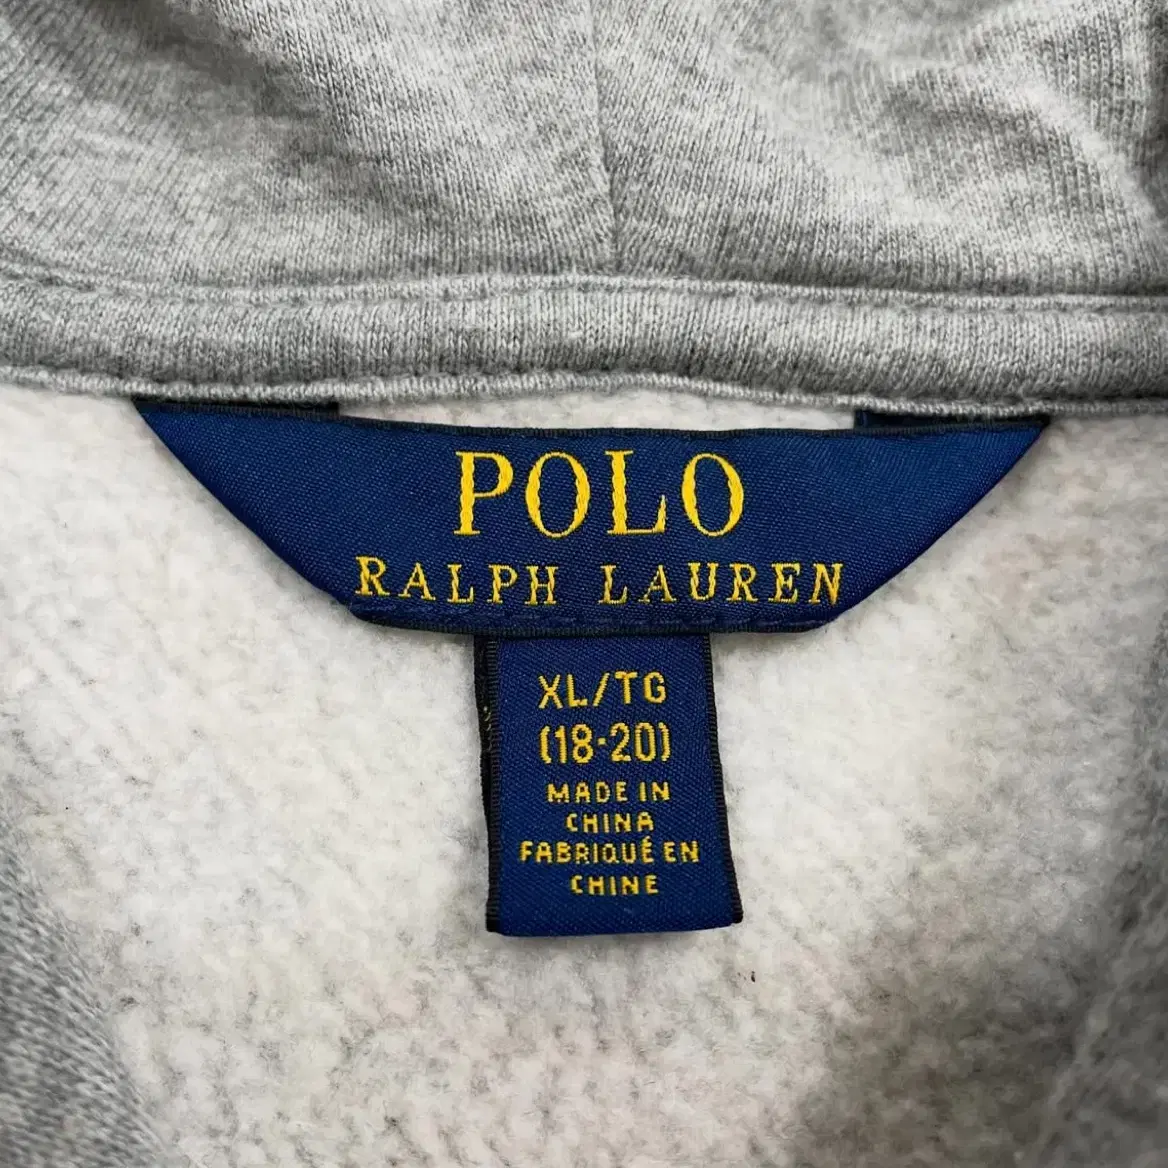 POLO
RALPH LAUREN
XL/TG
(18-20)
MADE IN
CHINA
FABRIQUÉ EN
CHINE